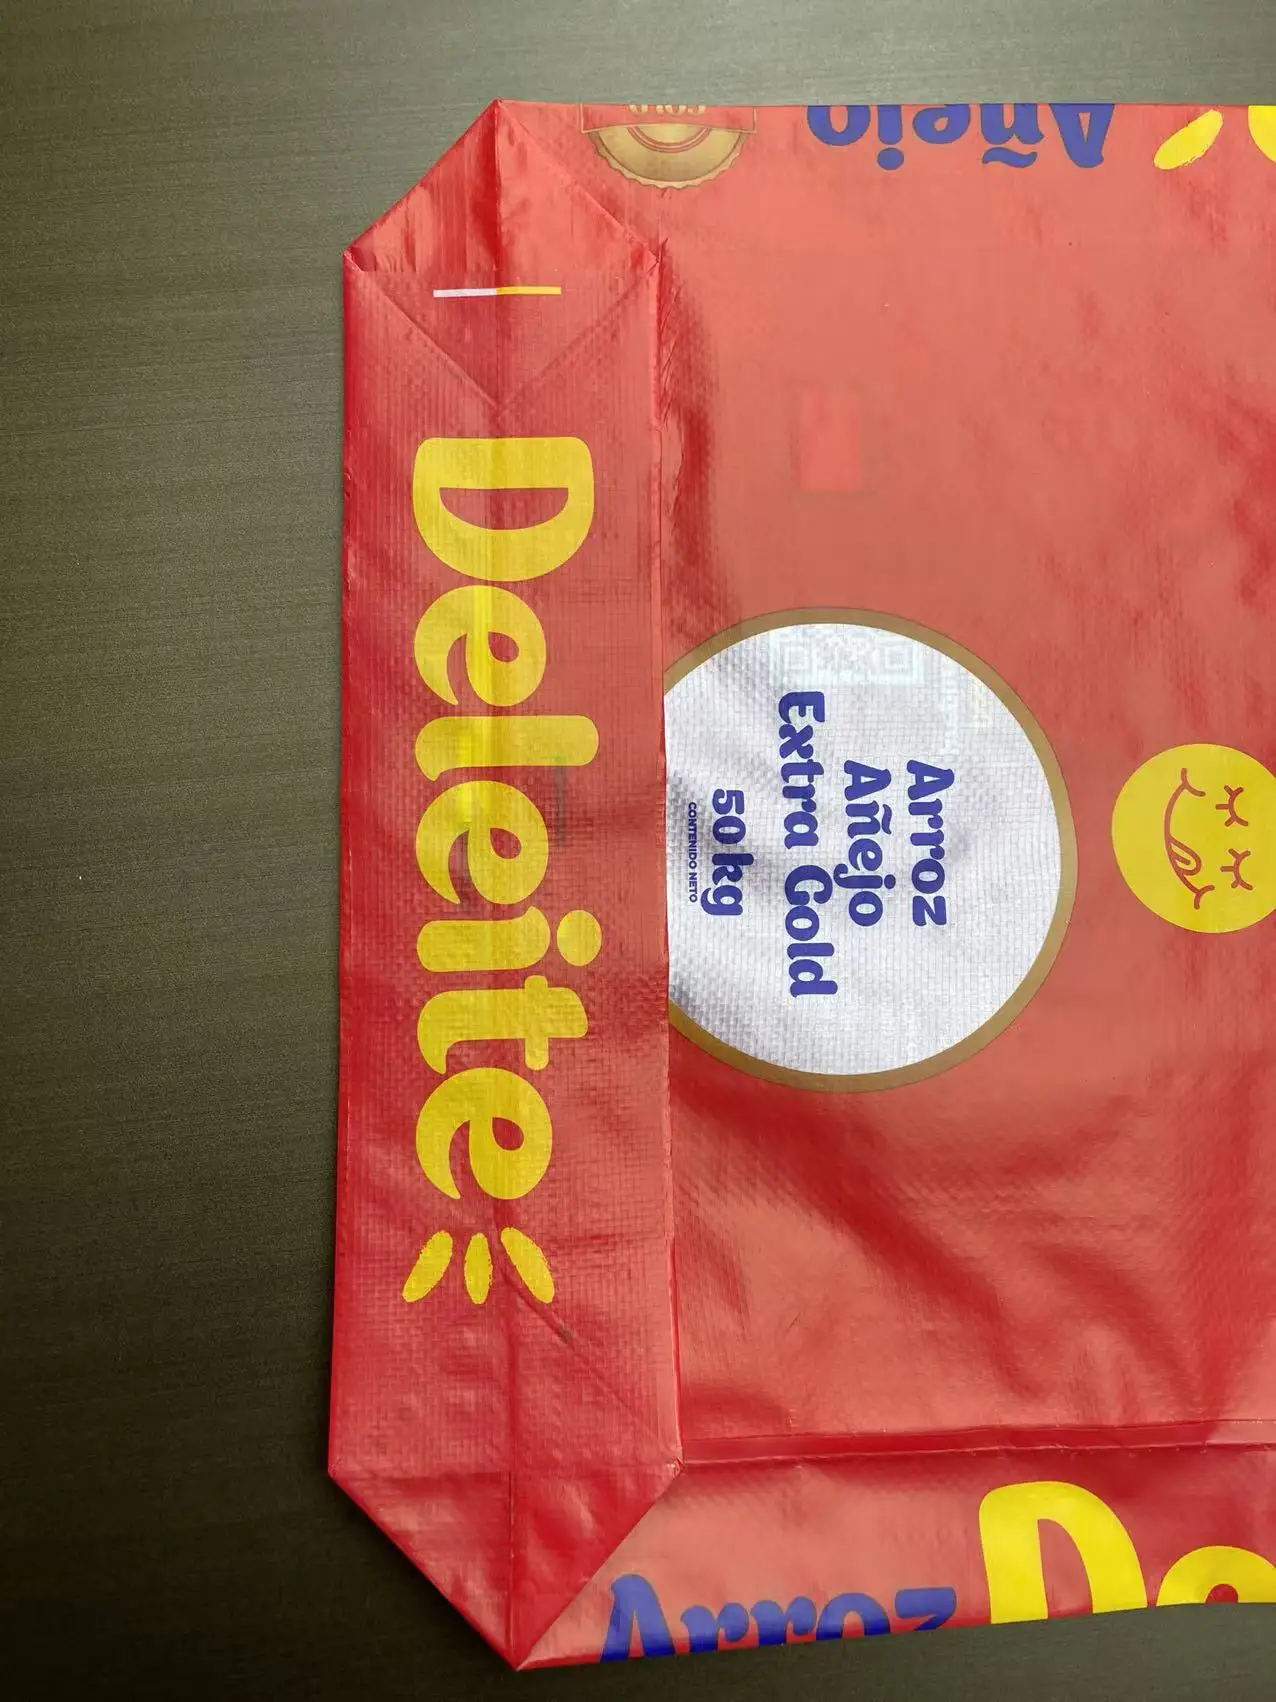 Añejo
Deleite
Arroz
Añejo
Extra Gold
50 kg
CONTENIDO NETO
Arroz
De